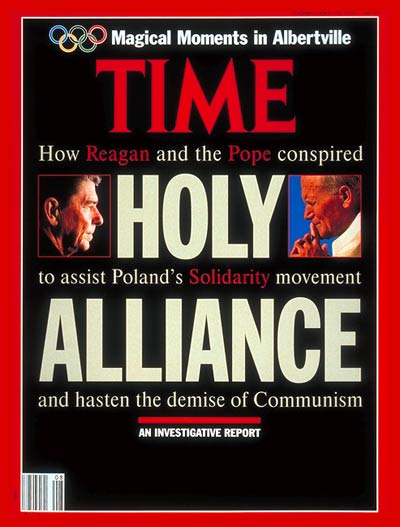 Magical Moments in Albertville
TIME
How Reagan and the Pope conspired
HOLY
to assist Poland's Solidarity movement
ALLIANCE
and hasten the demise of Communism
AN INVESTIGATIVE REPORT
08